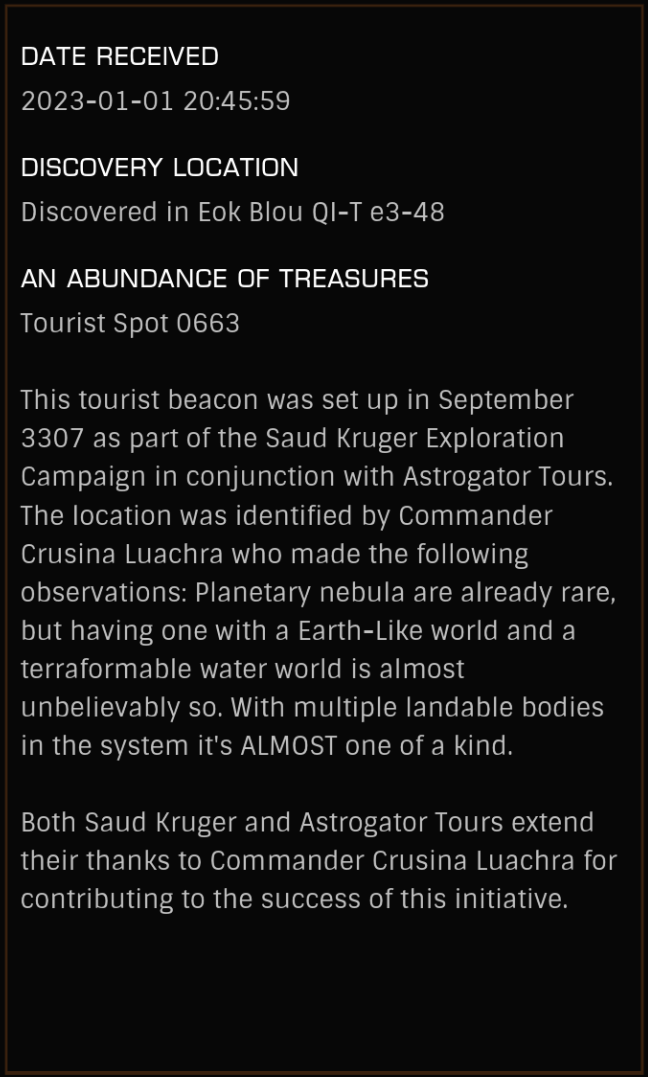 DATE RECEIVED
2023-01-01 20:45:59
DISCOVERY LOCATION
Discovered in Eok Blou QI-T e3-48
AN ABUNDANCE OF TREASURES
Tourist Spot 0663
This tourist beacon was set up in September
3307 as part of the Saud Kruger Exploration
Campaign in conjunction with Astrogator Tours.
The location was identified by Commander
Crusina Luachra who made the following
observations: Planetary nebula are already rare,
but having one with a Earth-Like world and a
terraformable water world is almost
unbelievably so. With multiple landable bodies
in the system it's ALMOST one of a kind.
Both Saud Kruger and Astrogator Tours extend
their thanks to Commander Crusina Luachra for
contributing to the success of this initiative.